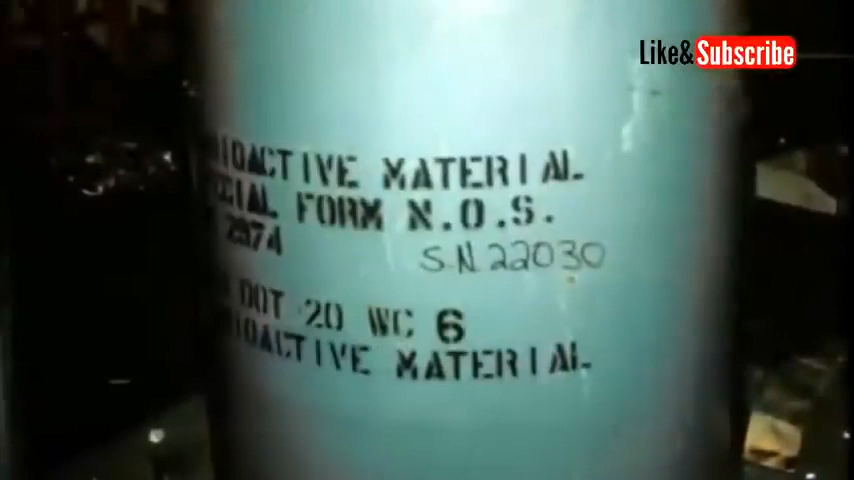 Like&Subscribe
IOACTIVE MATERIAL
CIAL FORM N.O.S.
2974
S.N.22030
DOT 20 WC 6
IOACTIVE MATERIAL